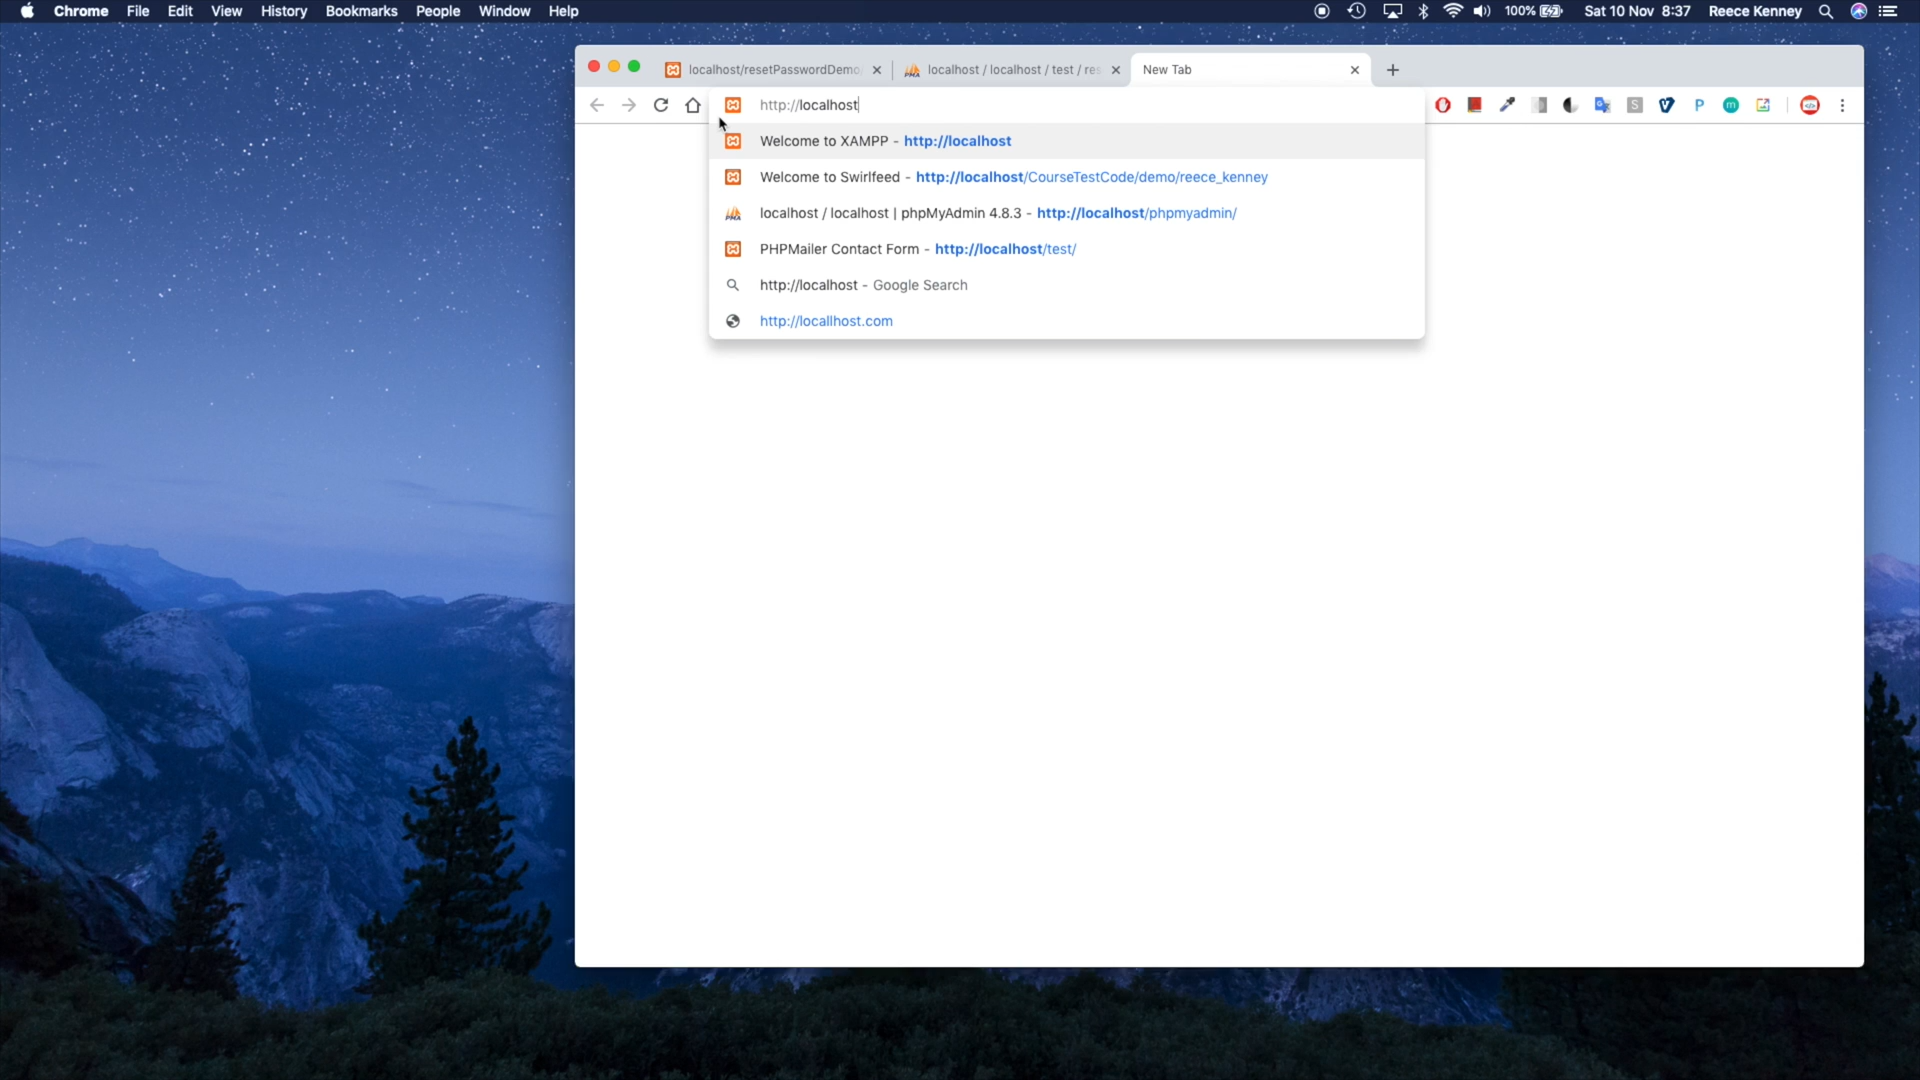 Chrome File Edit View History Bookmarks People Window Help 100% Sat 10 Nov 8:37 Reece Kenney
localhost/resetPasswordDemo localhost / localhost / test / res New Tab
http://localhost
Welcome to XAMPP - http://localhost
Welcome to Swirlfeed - http://localhost/CourseTestCode/demo/reece_kenney
localhost / localhost | phpMyAdmin 4.8.3 - http://localhost/phpmyadmin/
PHPMailer Contact Form - http://localhost/test/
http://localhost - Google Search
http://locallhost.com